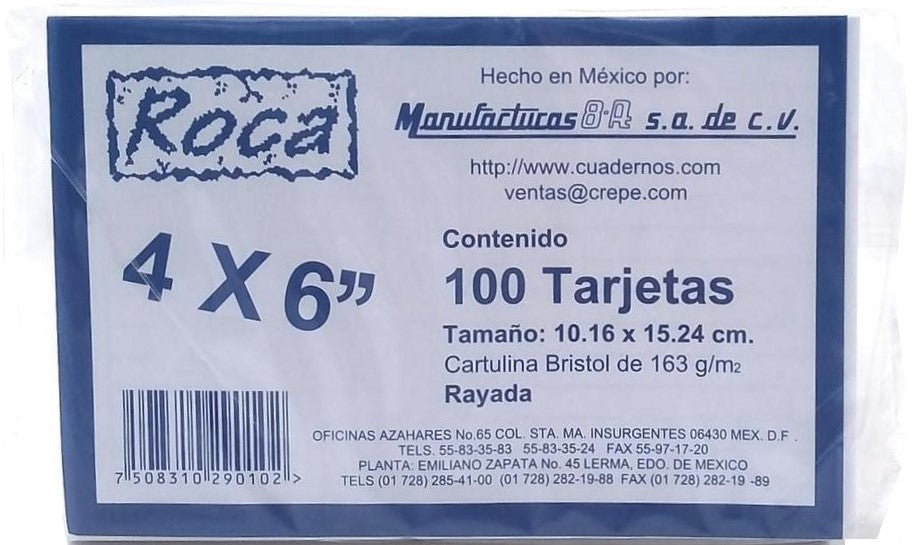 Roca
4 X 6”
7 508310 290102 >
Hecho en México por:
Manufacturas 8-A s.a. de c.v.
http://www.cuadernos.com
ventas@crepe.com
Contenido
100 Tarjetas
Tamaño: 10.16 x 15.24 cm.
Cartulina Bristol de 163 g/m2
Rayada
OFICINAS AZAHARES No.65 COL. STA. MA. INSURGENTES 06430 MEX. D.F .
TELS. 55-83-35-83 55-83-35-24 FAX 55-97-17-20
PLANTA: EMILIANO ZAPATA No. 45 LERMA, EDO. DE MEXICO
TELS (01 728) 285-41-00 (01 728) 282-19-88 FAX (01 728) 282-19 -89